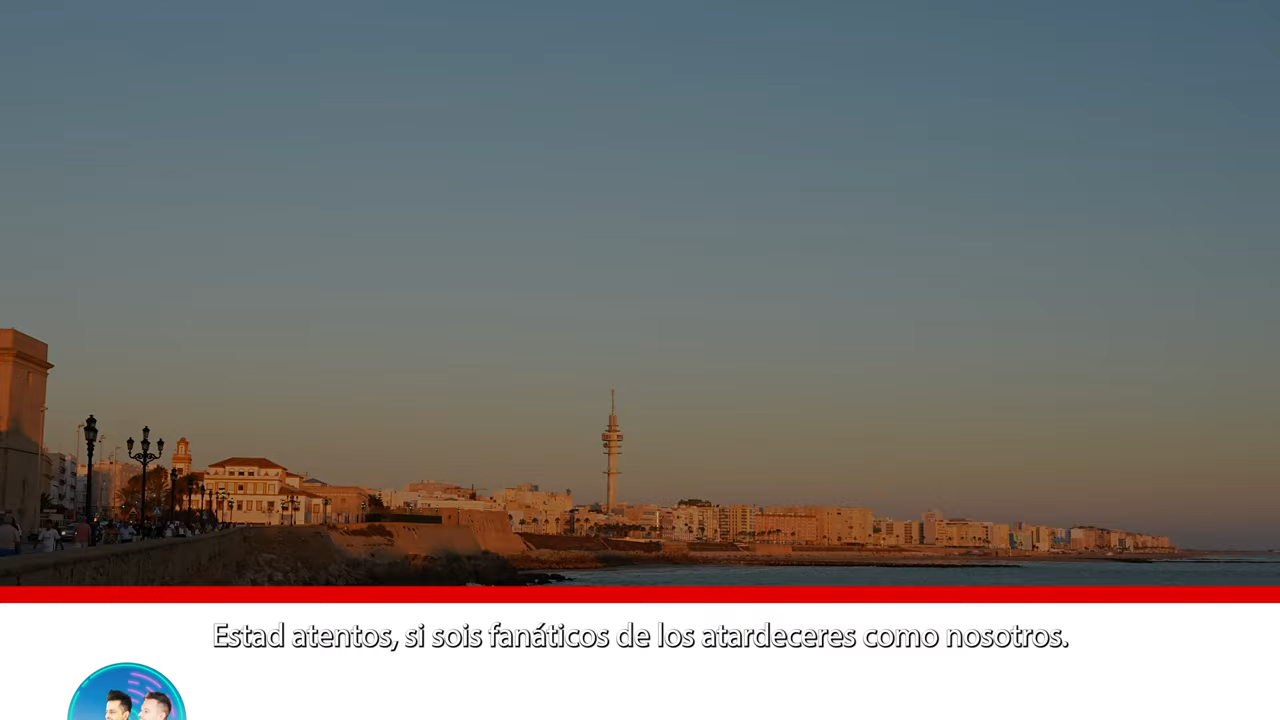 Estad atentos, si sois fanáticos de los atardeceres como nosotros.